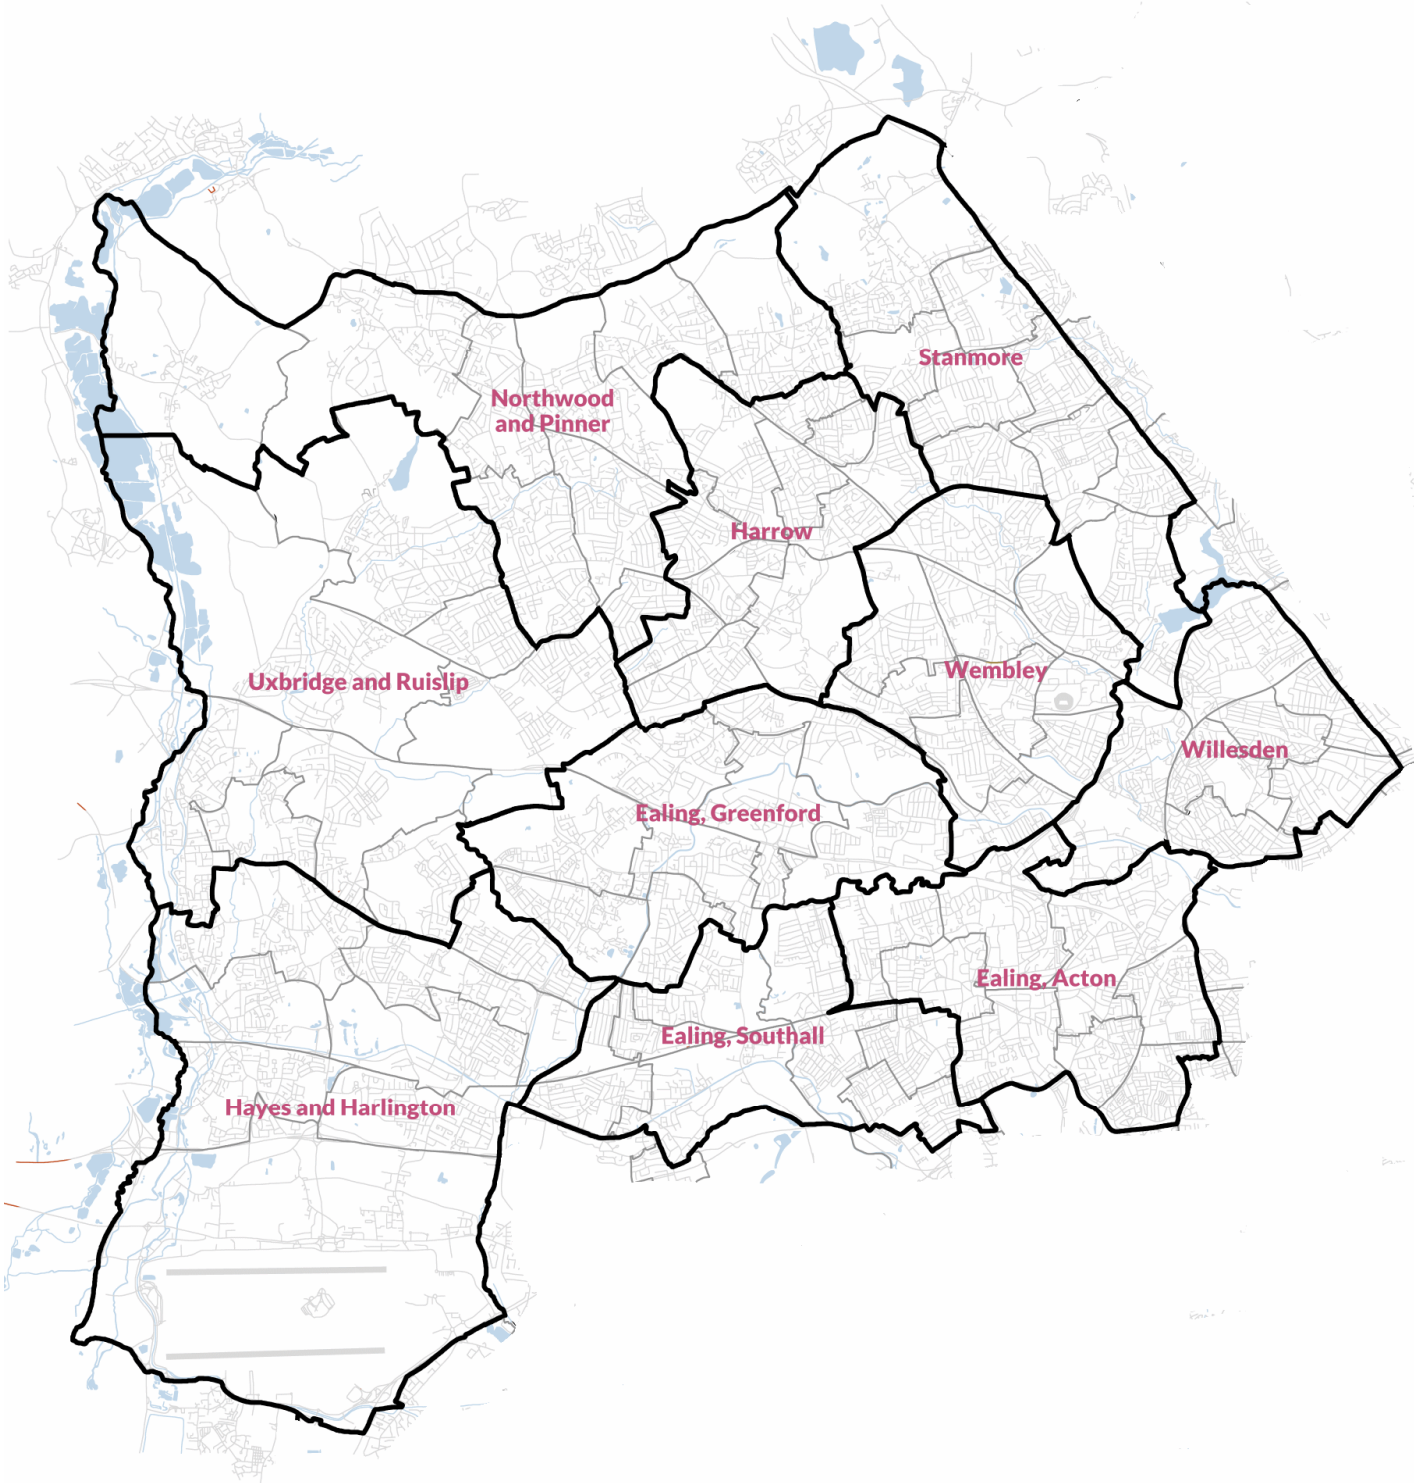 Stanmore
Northwood
and Pinner
Harrow
Wembley
Uxbridge and Ruislip
Willesden
Ealing, Greenford
Ealing, Acton
Ealing, Southall
Hayes and Harlington